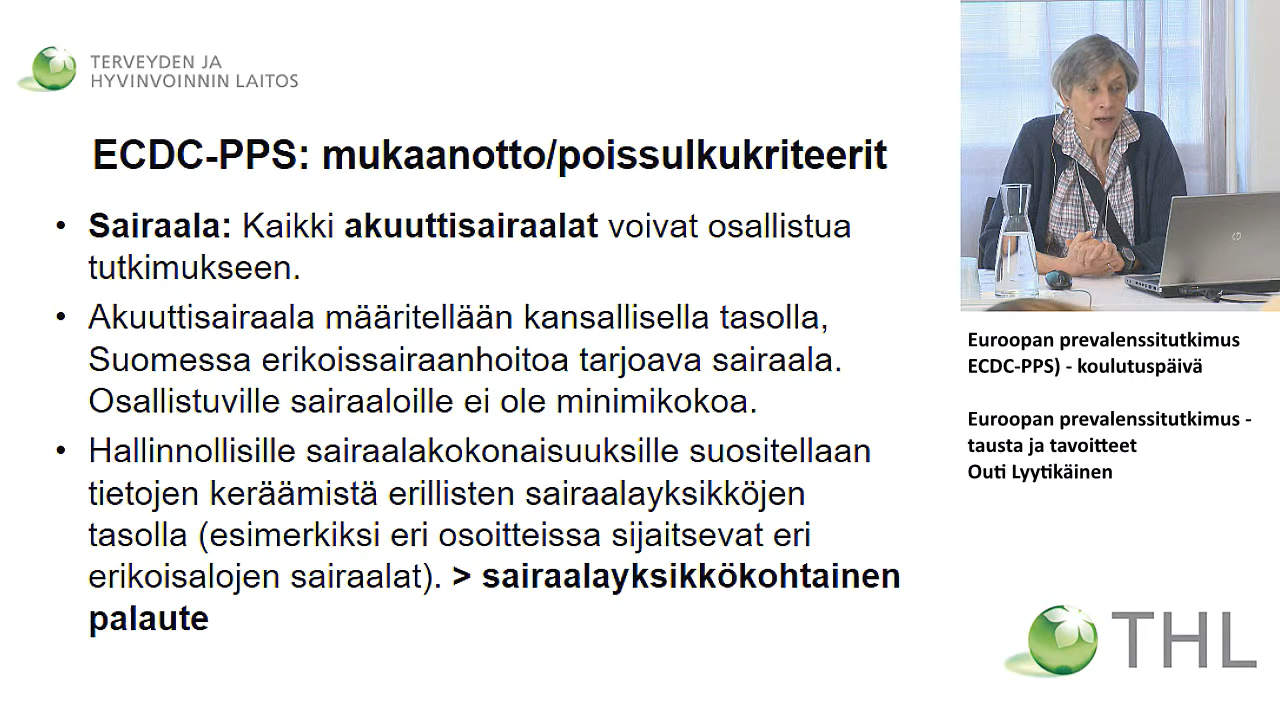 TERVEYDEN JA
HYVINVOINNIN LAITOS
ECDC-PPS: mukaanotto/poissulkukriteerit
• Sairaala: Kaikki akuuttisairaalat voivat osallistua
tutkimukseen.
• Akuuttisairaala määritellään kansallisella tasolla,
Suomessa erikoissairaanhoitoa tarjoava sairaala.
Osallistuville sairaaloille ei ole minimikokoa.
• Hallinnollisille sairaalakokonaisuuksille suositellaan
tietojen keräämistä erillisten sairaalayksikköjen
tasolla (esimerkiksi eri osoitteissa sijaitsevat eri
erikoisalojen sairaalat). > sairaalayksikkökohtainen
palaute
Euroopan prevalenssitutkimus
ECDC-PPS) - koulutuspäivä
Euroopan prevalenssitutkimus -
tausta ja tavoitteet
Outi Lyytikäinen
THL
hp